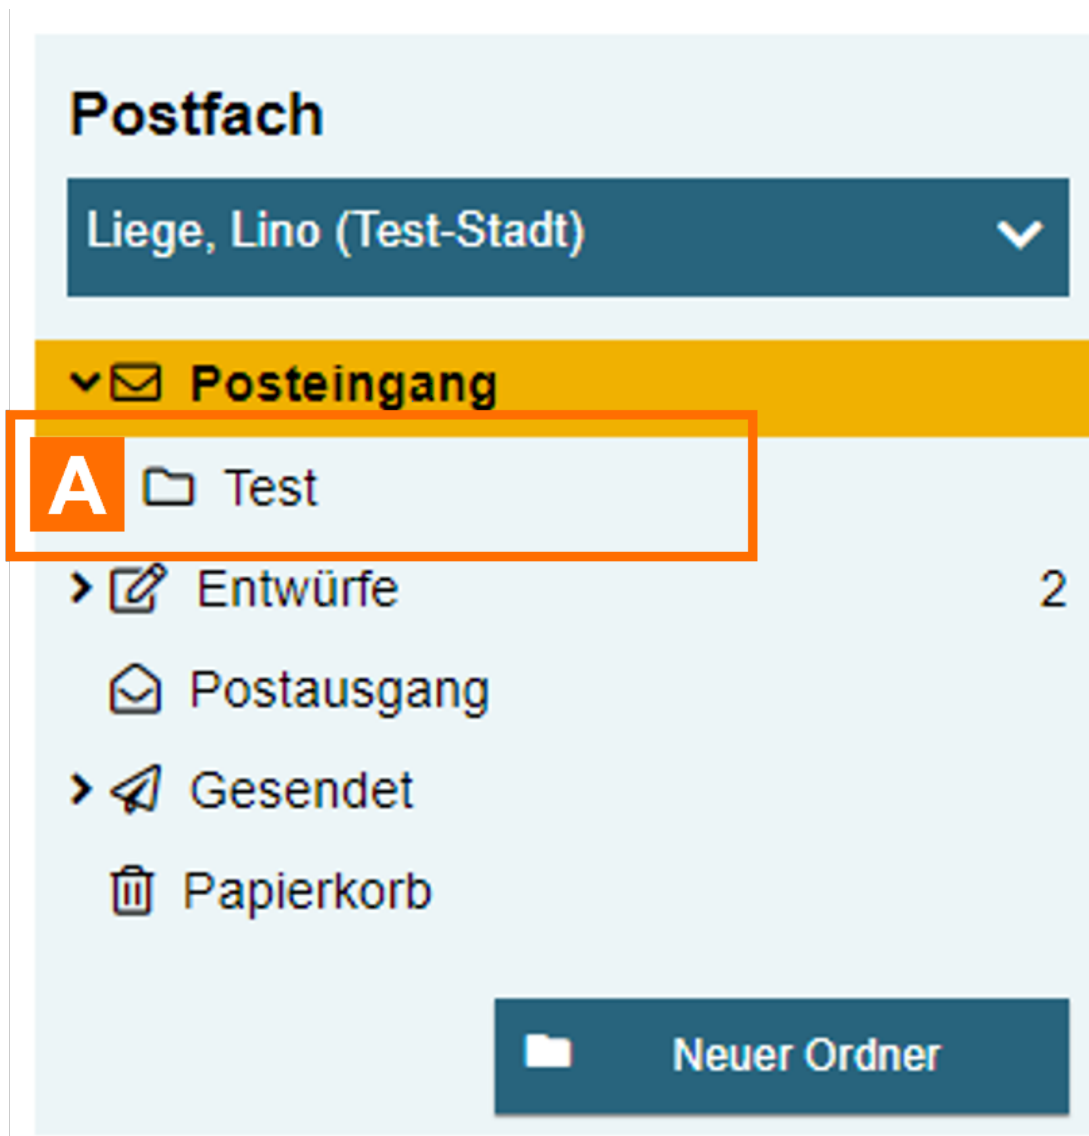 Postfach
Liege, Lino (Test-Stadt)
Posteingang
A Test
Entwürfe 2
Postausgang
Gesendet
Papierkorb
Neuer Ordner